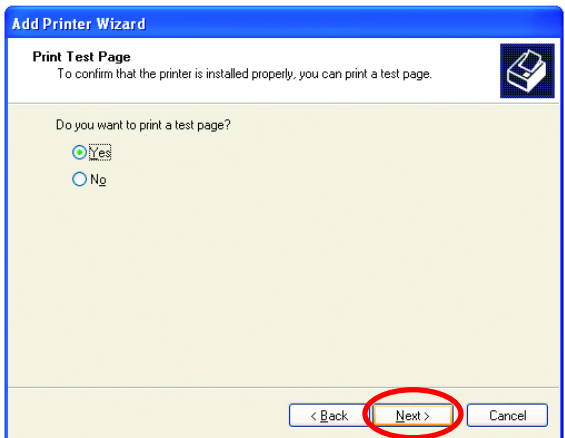 Add Printer Wizard
Print Test Page
To confirm that the printer is installed properly, you can print a test page.
Do you want to print a test page?
Yes
No
< Back Next > Cancel